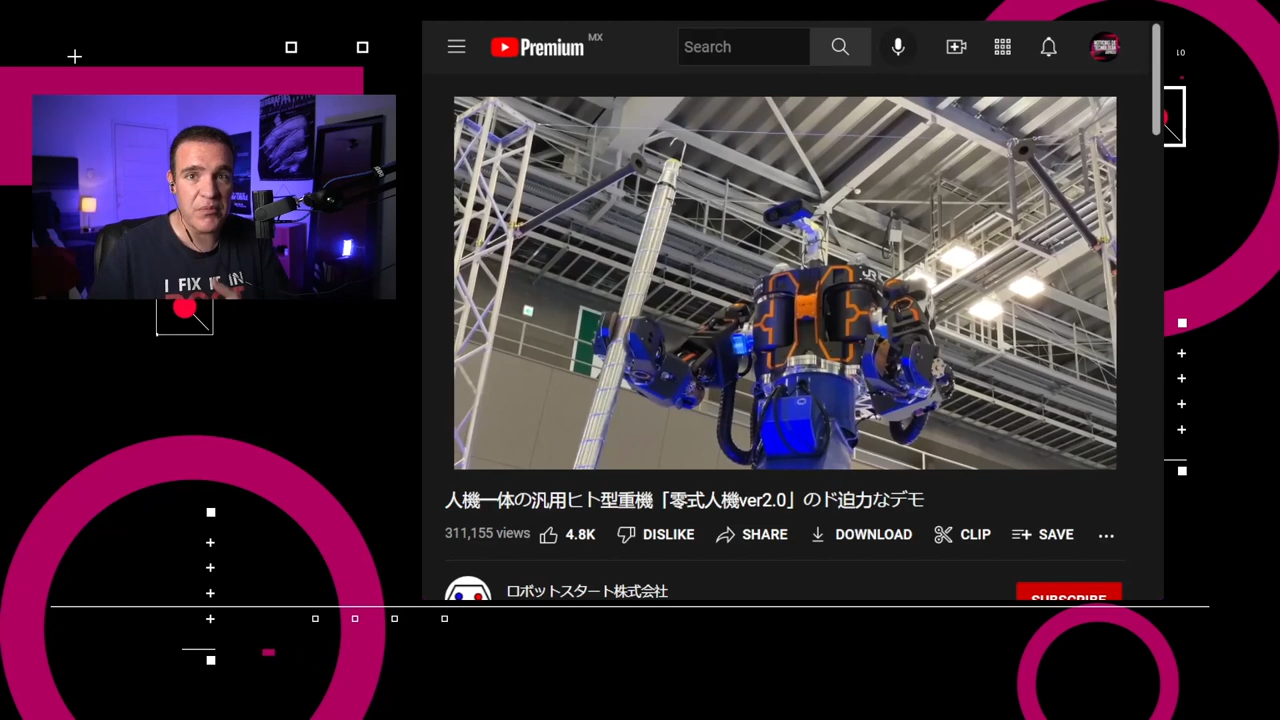 Premium MX
Search
I FIX IT IN
人機一体の汎用ヒト型重機「零式人機ver2.0」のド迫力なデモ
311,155 views 4.8K DISLIKE SHARE DOWNLOAD CLIP SAVE
ロボットスタート株式会社
SUBSCRIBE